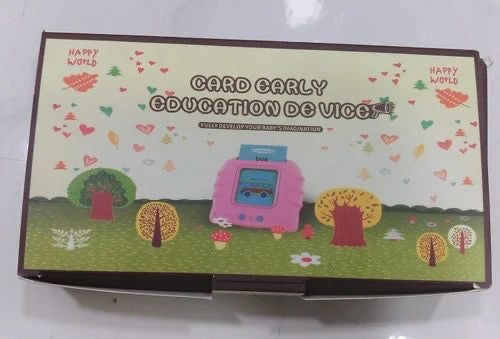 HAPPY
WORLD
HAPPY
WORLD
CARD EARLY
EDUCATION DE VICE
FULLY DEVELOP YOUR BABY'S IMAGINATION
bus